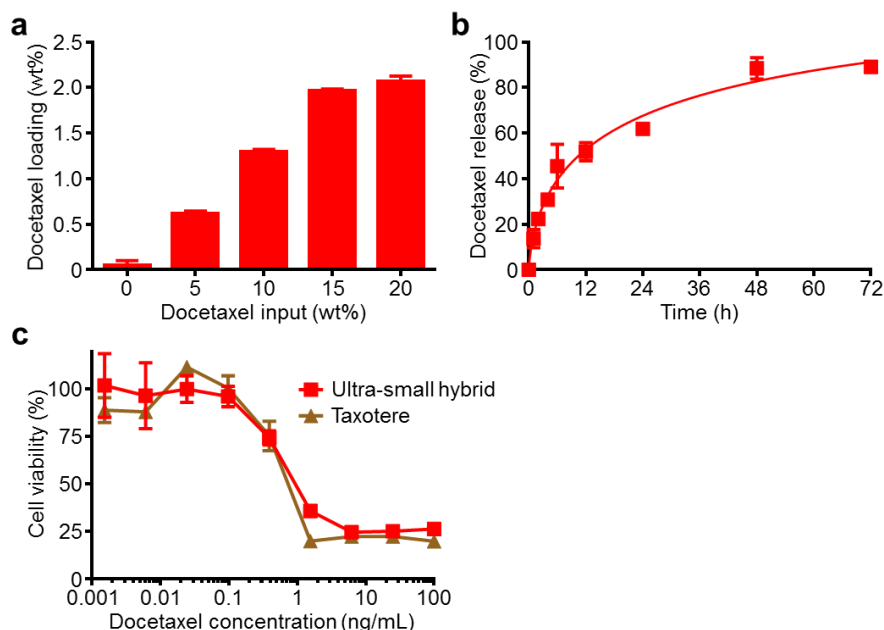 a
Docetaxel loading (wt%)
2.5
2.0
1.5
1.0
0.5
0
0 5 10 15 20
Docetaxel input (wt%)
b
Docetaxel release (%)
100
80
60
40
20
0
0 12 24 36 48 60 72
Time (h)
c
Cell viability (%)
100
75
50
25
0
0.001 0.01 0.1 1 10 100
Docetaxel concentration (ng/mL)
Ultra-small hybrid
Taxotere